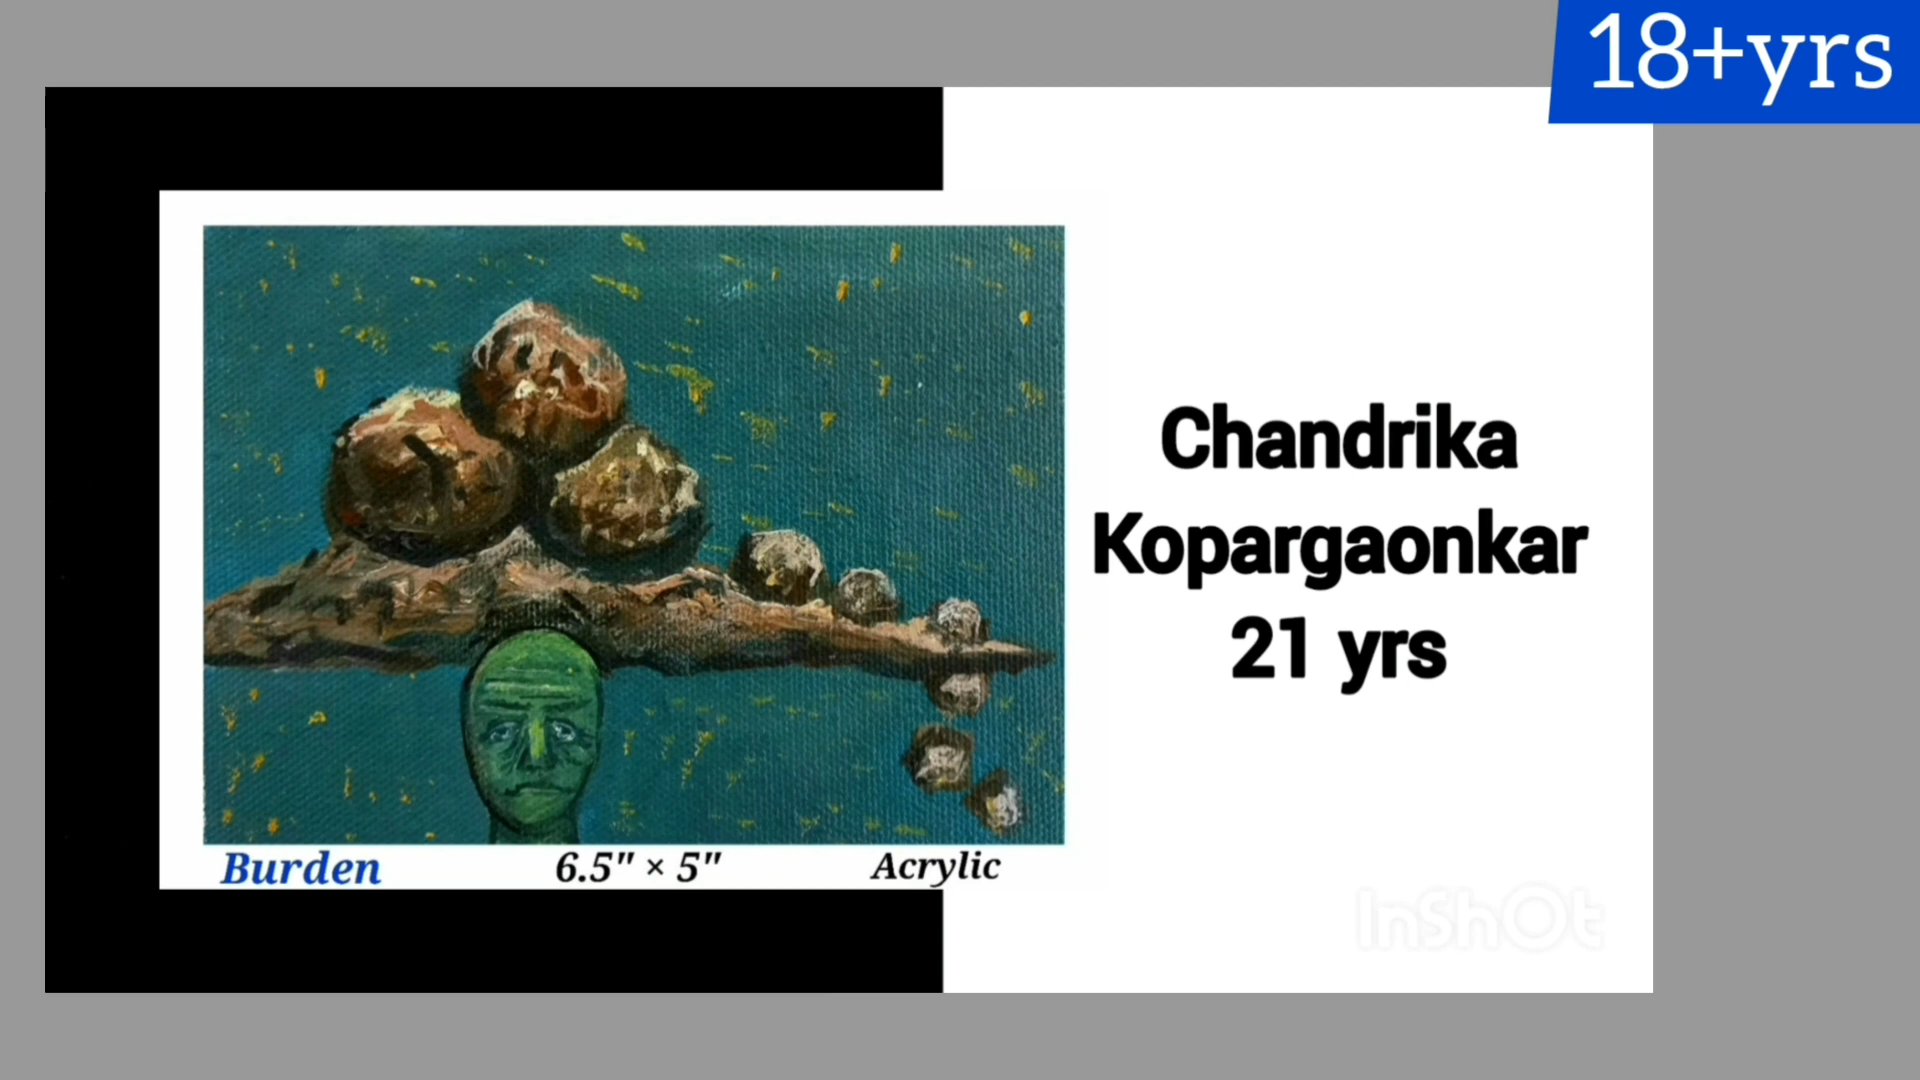 18+yrs
Chandrika
Kopargaonkar
21 yrs
Burden 6.5" × 5" Acrylic
InShOt